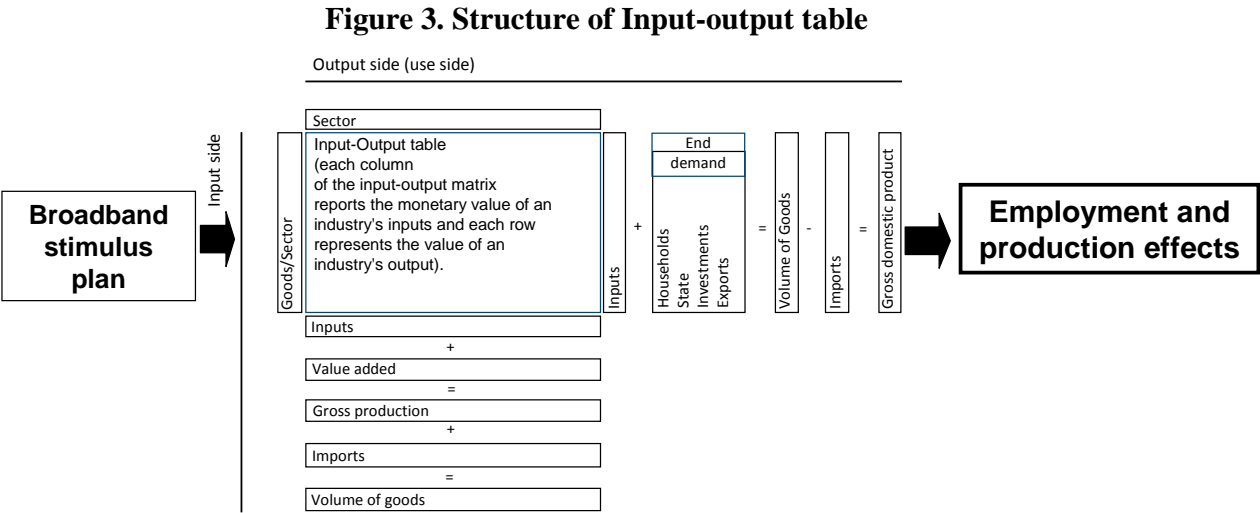 Figure 3. Structure of Input-output table
Output side (use side)
Input side
Broadband
stimulus
plan
Goods/Sector
Sector
Input-Output table
(each column
of the input-output matrix
reports the monetary value of an
industry's inputs and each row
represents the value of an
industry's output).
Inputs
+
End
demand
Households
State
Investments
Exports
=
Volume of Goods
-
Imports
=
Gross domestic product
Employment and
production effects
Inputs
+
Value added
=
Gross production
+
Imports
=
Volume of goods